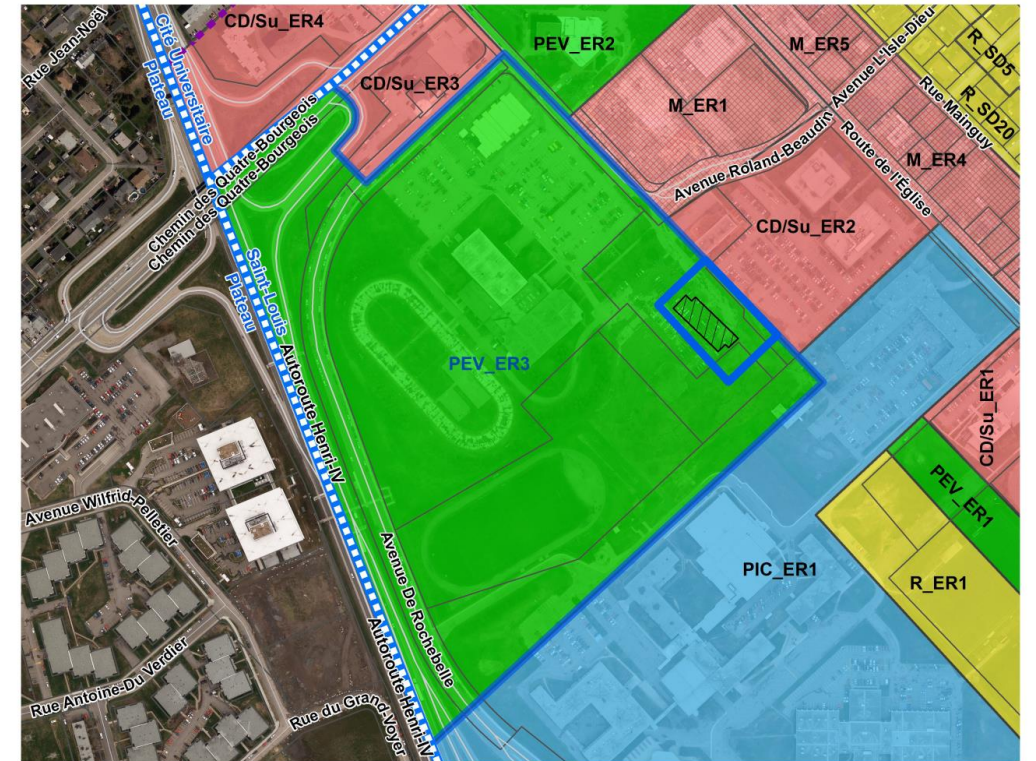 CD/Su_ER4
Rue Jean-Noël
Cité Universitaire
Plateau
PEV_ER2
M_ER5
Avenue L'Isle-Dieu
R_SD5
CD/Su_ER3
M_ER1
R_SD20
Rue Mainguy
Chemin des Quatre-Bourgeois
Chemin des Quatre-Bourgeois
Avenue Roland-Beaudin
Route de l'Église
M_ER4
CD/Su_ER2
Saint-Louis
Plateau
Autoroute Henri-IV
PEV_ER3
CD/Su_ER1
PEV_ER1
Avenue Wilfrid-Pelletier
Avenue De Rochebelle
PIC_ER1
R_ER1
Rue Antoine-Du Verdier
Rue du Grand-Voyer
Autoroute Henri-IV